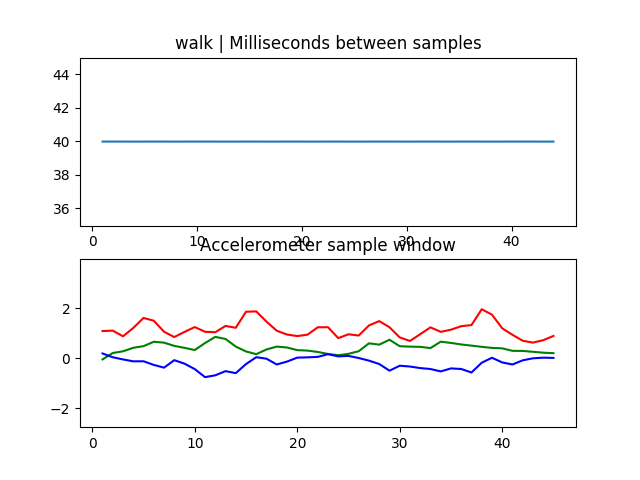 walk | Milliseconds between samples
44
42
40
38
36
0 10 20 30 40
Accelerometer sample window
2
0
−2
0 10 20 30 40